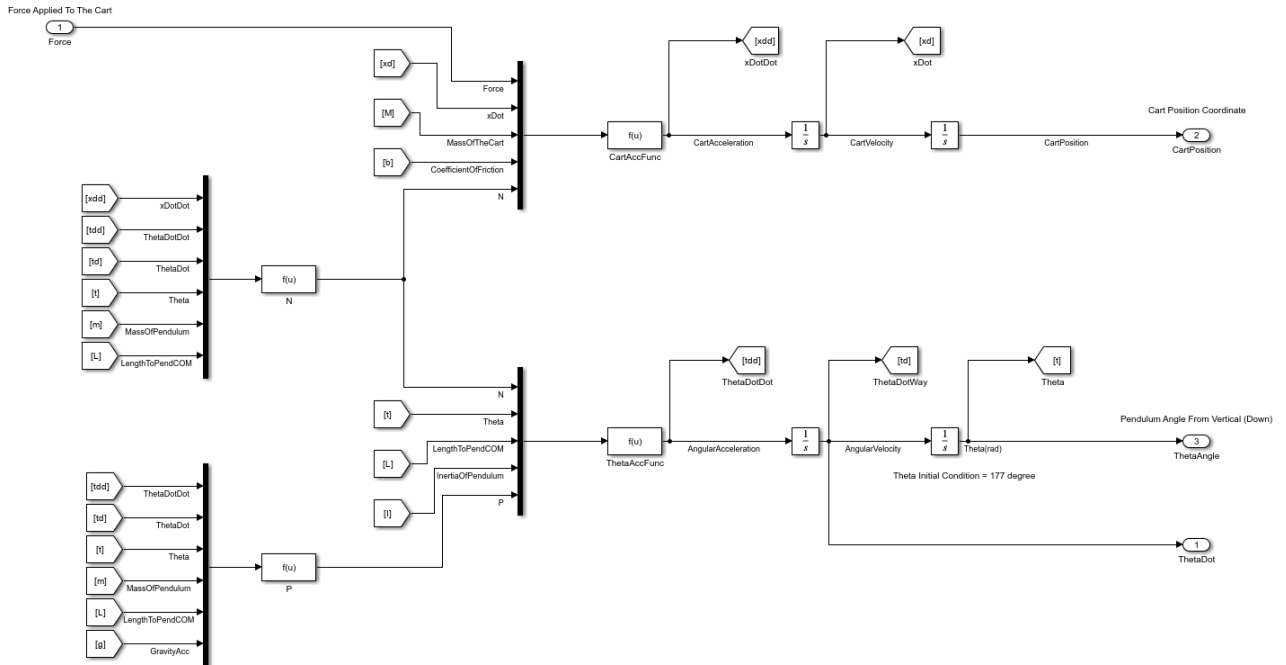 Force Applied To The Cart
1
Force
[xd]
[M]
[b]
Force
xDot
MassOfTheCart
CoefficientOfFriction
N
f(u)
CartAccFunc
[xdd]
xDotDot
CartAcceleration
1
s
[xd]
xDot
CartVelocity
1
s
CartPosition
Cart Position Coordinate
2
CartPosition
[xdd]
xDotDot
[tdd]
ThetaDotDot
[td]
ThetaDot
[t]
Theta
[m]
MassOfPendulum
[L]
LengthToPendCOM
f(u)
N
[t]
[L]
[I]
N
Theta
LengthToPendCOM
InertiaOfPendulum
P
f(u)
ThetaAccFunc
[tdd]
ThetaDotDot
AngularAcceleration
1
s
[td]
ThetaDotWay
AngularVelocity
1
s
[t]
Theta
Theta(rad)
Pendulum Angle From Vertical (Down)
3
ThetaAngle
Theta Initial Condition = 177 degree
1
ThetaDot
[tdd]
ThetaDotDot
[td]
ThetaDot
[t]
Theta
[m]
MassOfPendulum
[L]
LengthToPendCOM
[g]
GravityAcc
f(u)
P